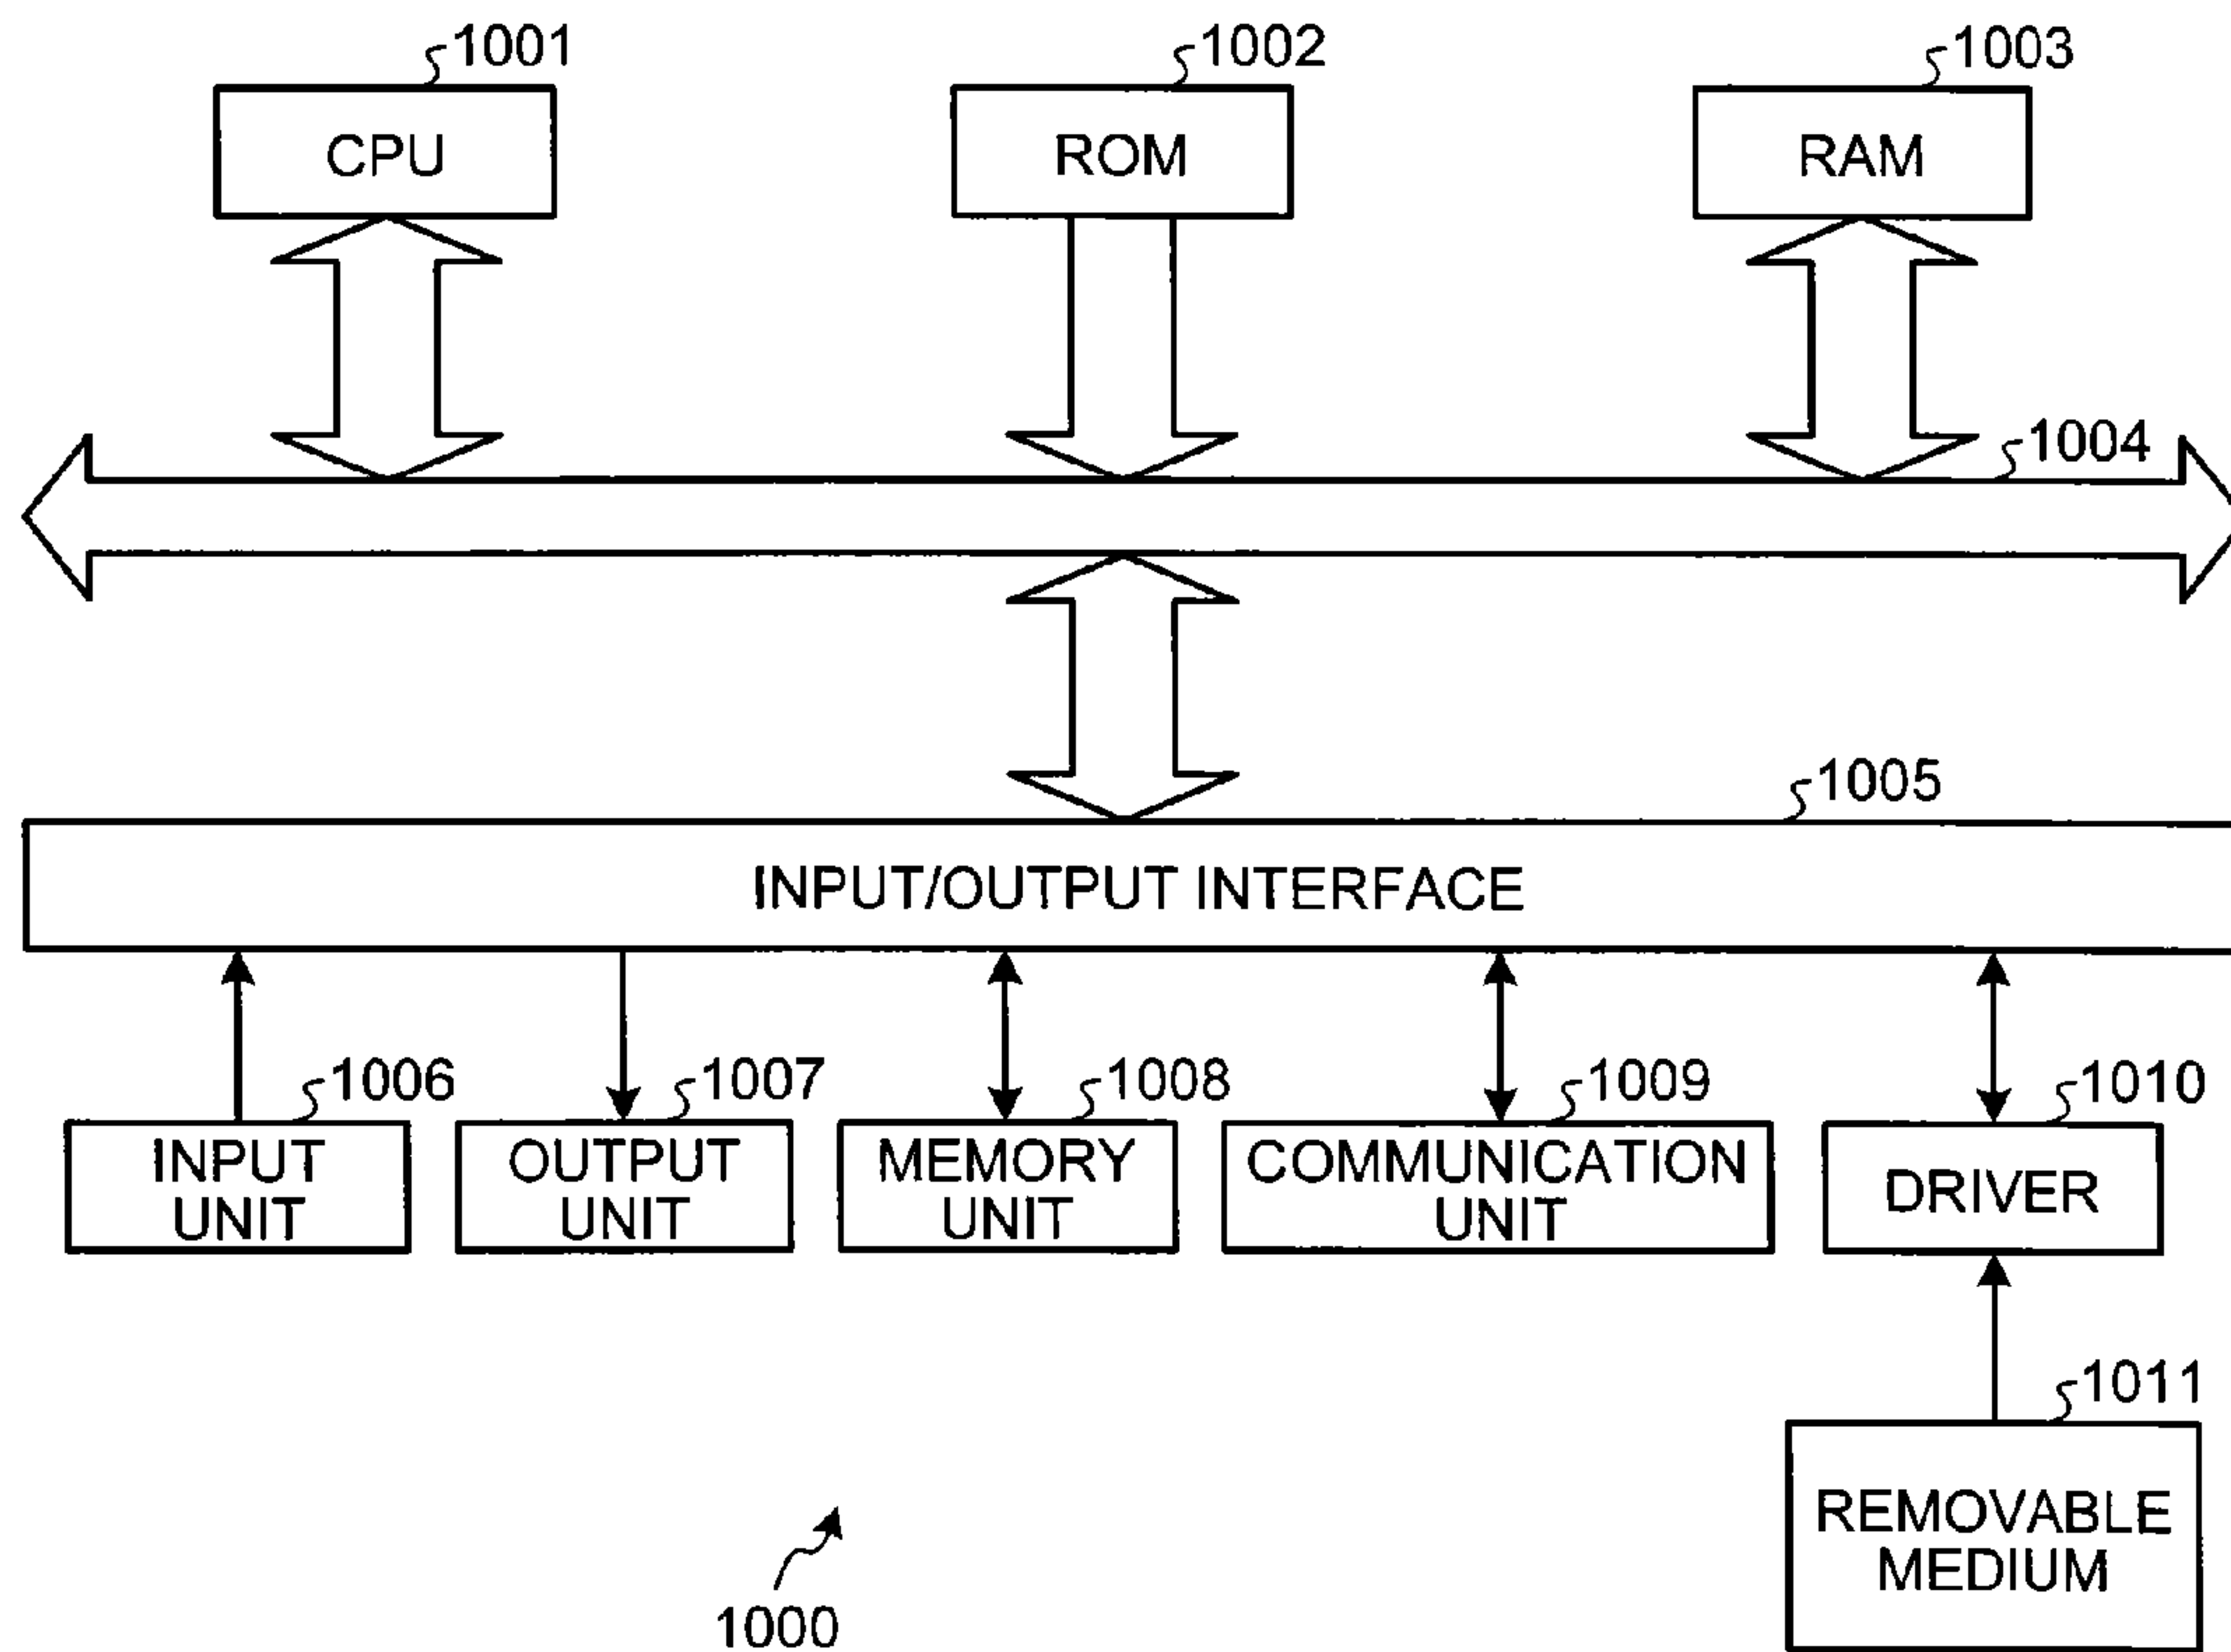 1001
1002
1003
CPU
ROM
RAM
1004
1005
INPUT/OUTPUT INTERFACE
1006
1007
1008
1009
1010
INPUT
UNIT
OUTPUT
UNIT
MEMORY
UNIT
COMMUNICATION
UNIT
DRIVER
1011
REMOVABLE
MEDIUM
1000